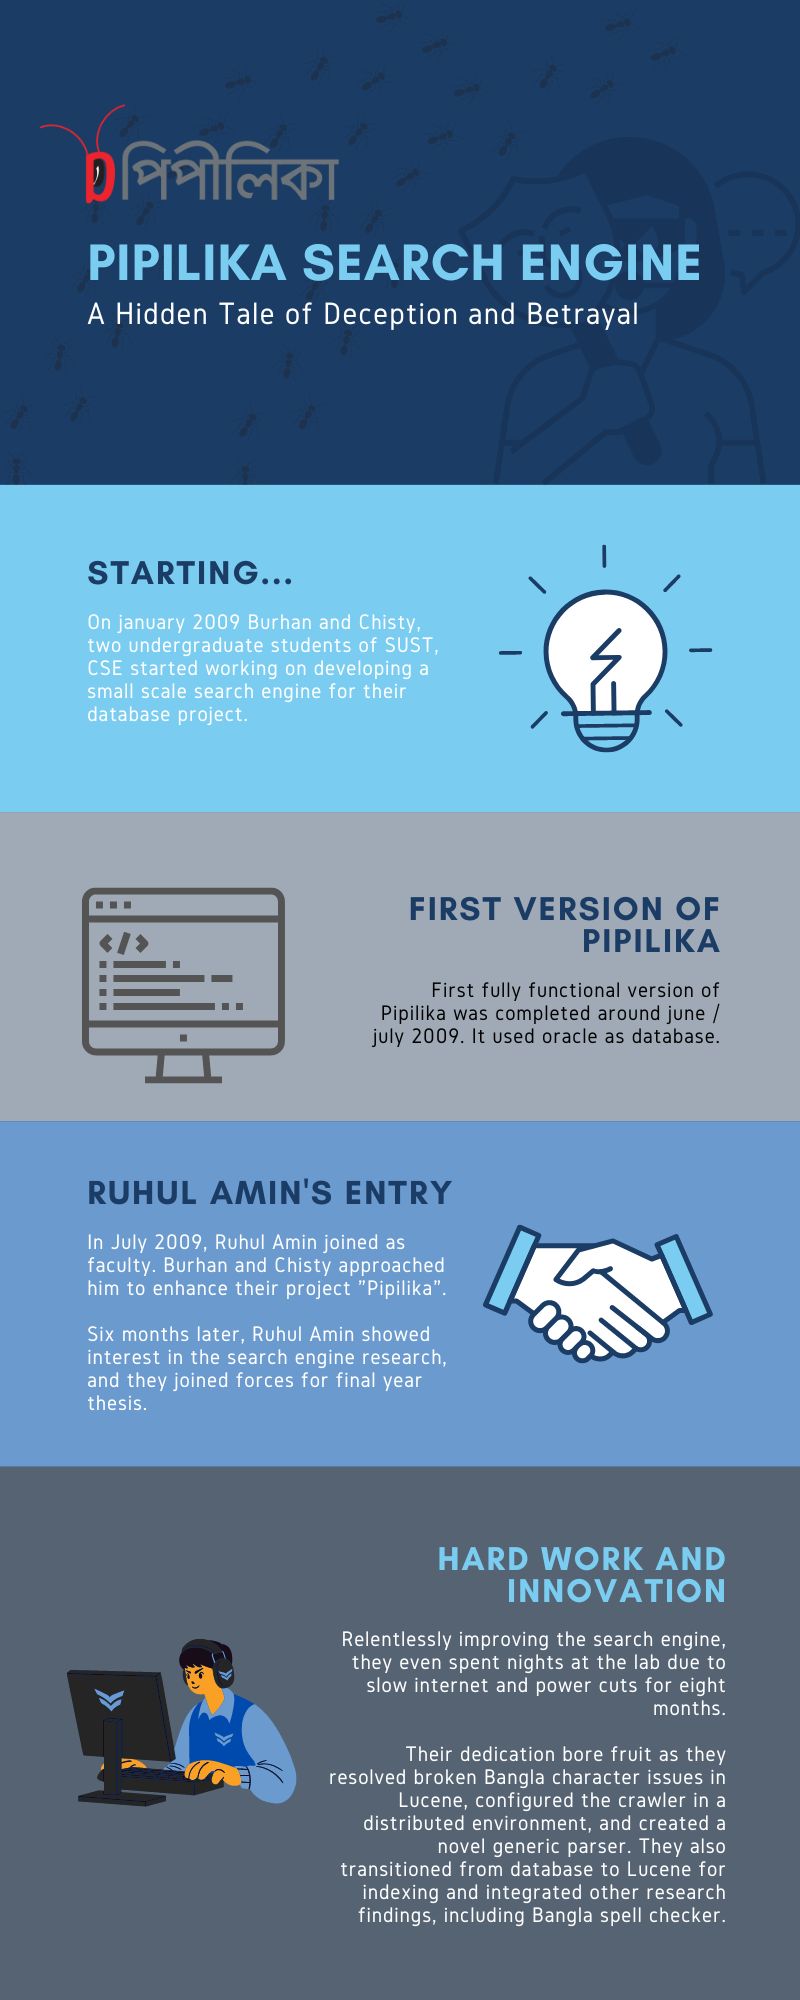 পিপীলিকা
PIPILIKA SEARCH ENGINE
A Hidden Tale of Deception and Betrayal
STARTING...
On january 2009 Burhan and Chisty,
two undergraduate students of SUST,
CSE started working on developing a
small scale search engine for their
database project.
FIRST VERSION OF
PIPILIKA
First fully functional version of
Pipilika was completed around june /
july 2009. It used oracle as database.
RUHUL AMIN'S ENTRY
In July 2009, Ruhul Amin joined as
faculty. Burhan and Chisty approached
him to enhance their project ”Pipilika”.
Six months later, Ruhul Amin showed
interest in the search engine research,
and they joined forces for final year
thesis.
HARD WORK AND
INNOVATION
Relentlessly improving the search engine,
they even spent nights at the lab due to
slow internet and power cuts for eight
months.
Their dedication bore fruit as they
resolved broken Bangla character issues in
Lucene, configured the crawler in a
distributed environment, and created a
novel generic parser. They also
transitioned from database to Lucene for
indexing and integrated other research
findings, including Bangla spell checker.